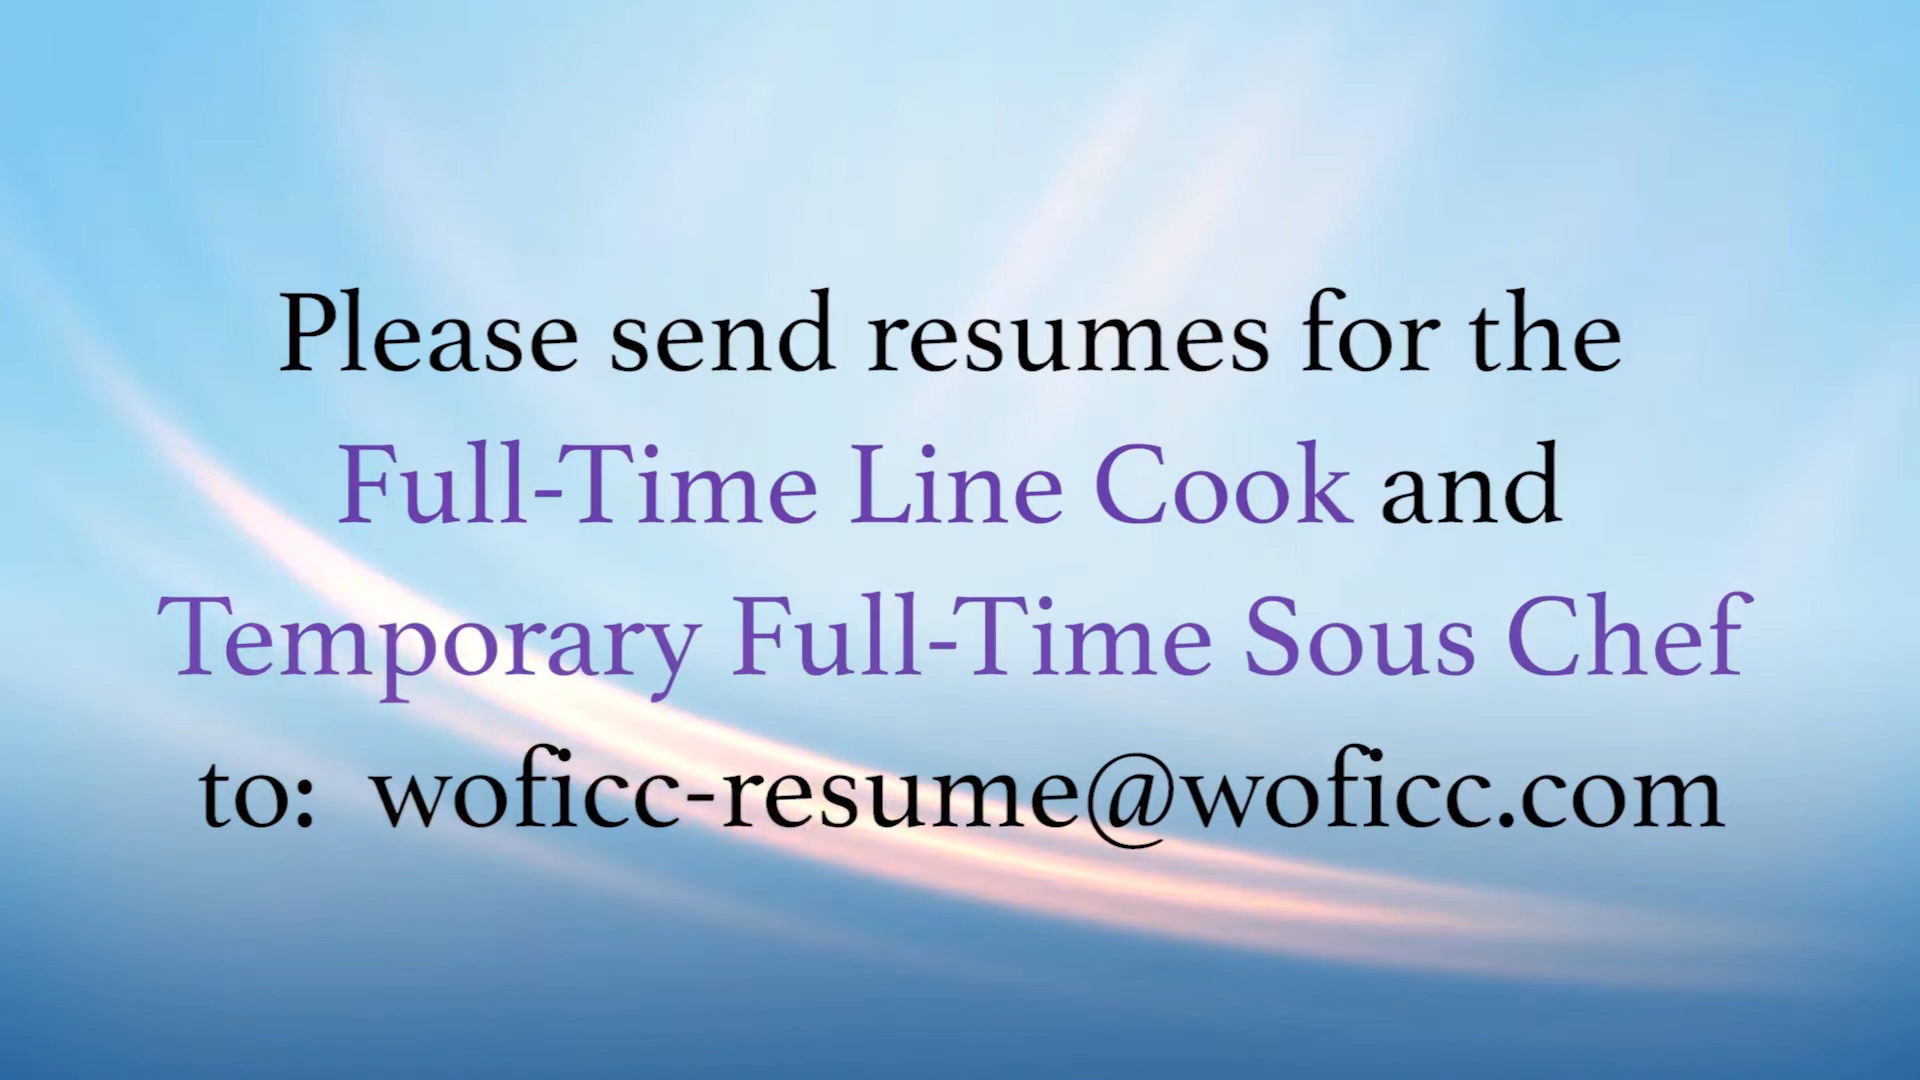 Please send resumes for the
Full-Time Line Cook and
Temporary Full-Time Sous Chef
to:  woficc-resume@woficc.com